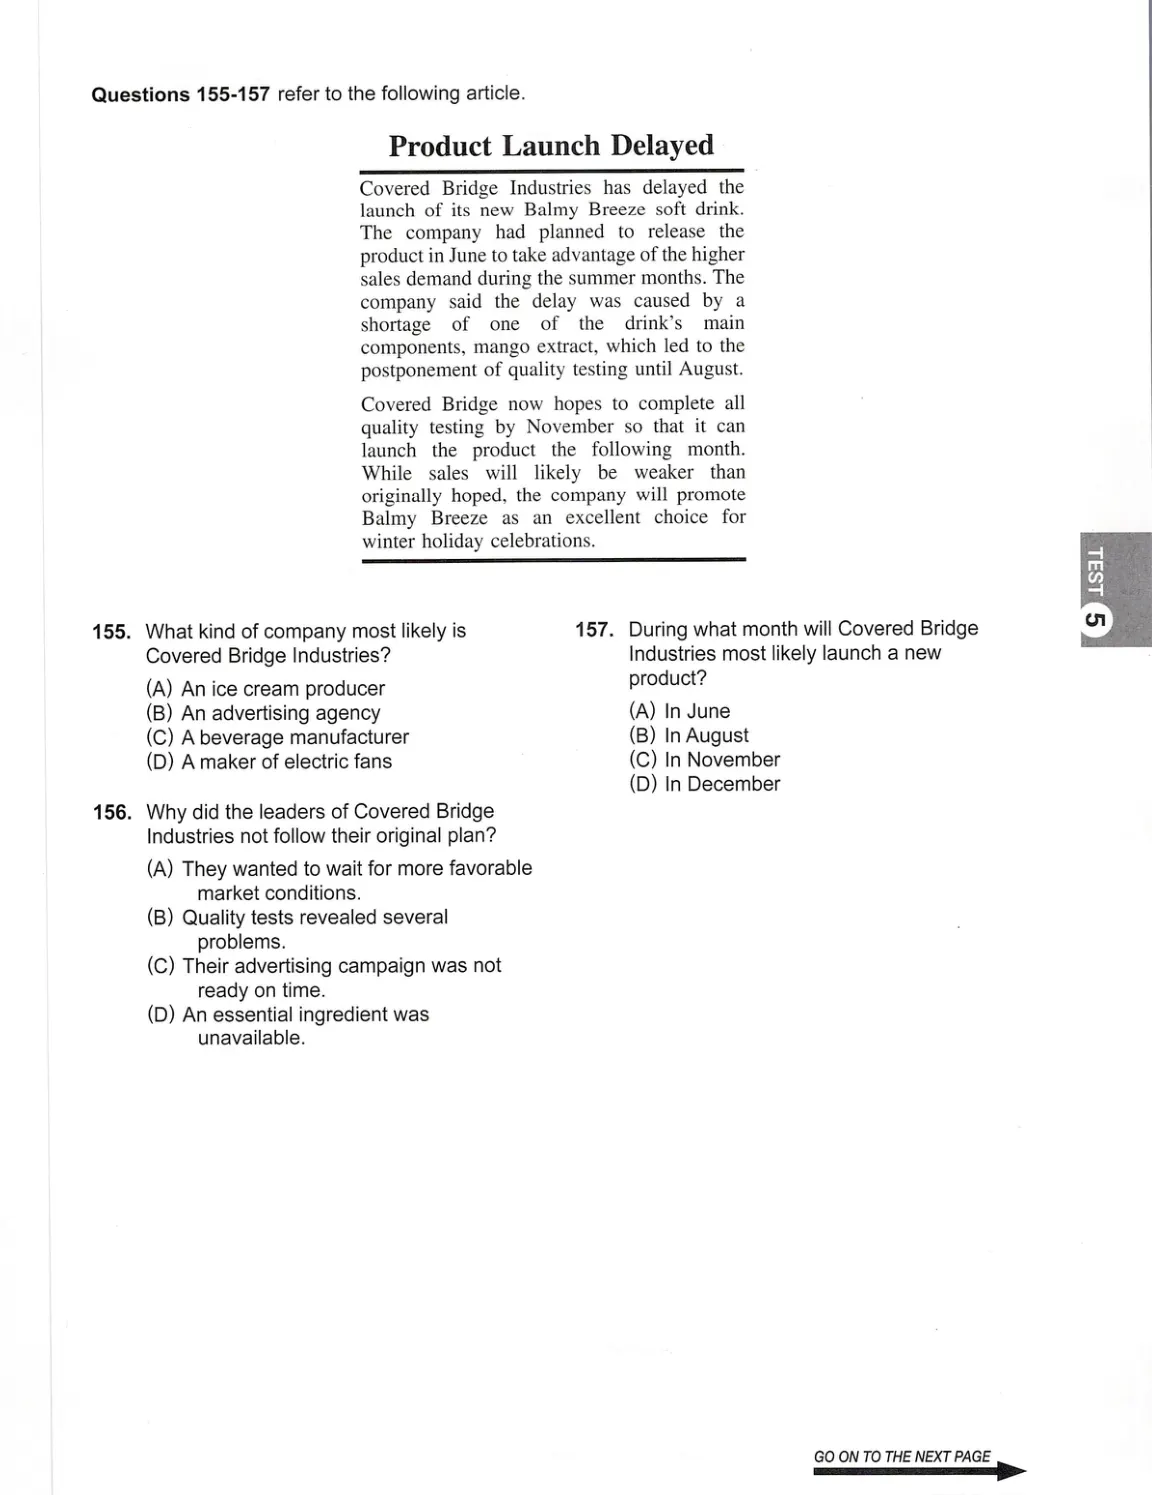 Questions 155-157 refer to the following article.
Product Launch Delayed
Covered Bridge Industries has delayed the
launch of its new Balmy Breeze soft drink.
The company had planned to release the
product in June to take advantage of the higher
sales demand during the summer months. The
company said the delay was caused by a
shortage of one of the drink's main
components, mango extract, which led to the
postponement of quality testing until August.
Covered Bridge now hopes to complete all
quality testing by November so that it can
launch the product the following month.
While sales will likely be weaker than
originally hoped, the company will promote
Balmy Breeze as an excellent choice for
winter holiday celebrations.
155. What kind of company most likely is
Covered Bridge Industries?
(A) An ice cream producer
(B) An advertising agency
(C) A beverage manufacturer
(D) A maker of electric fans
156. Why did the leaders of Covered Bridge
Industries not follow their original plan?
(A) They wanted to wait for more favorable
market conditions.
(B) Quality tests revealed several
problems.
(C) Their advertising campaign was not
ready on time.
(D) An essential ingredient was
unavailable.
157. During what month will Covered Bridge
Industries most likely launch a new
product?
(A) In June
(B) In August
(C) In November
(D) In December
TEST 5
GO ON TO THE NEXT PAGE